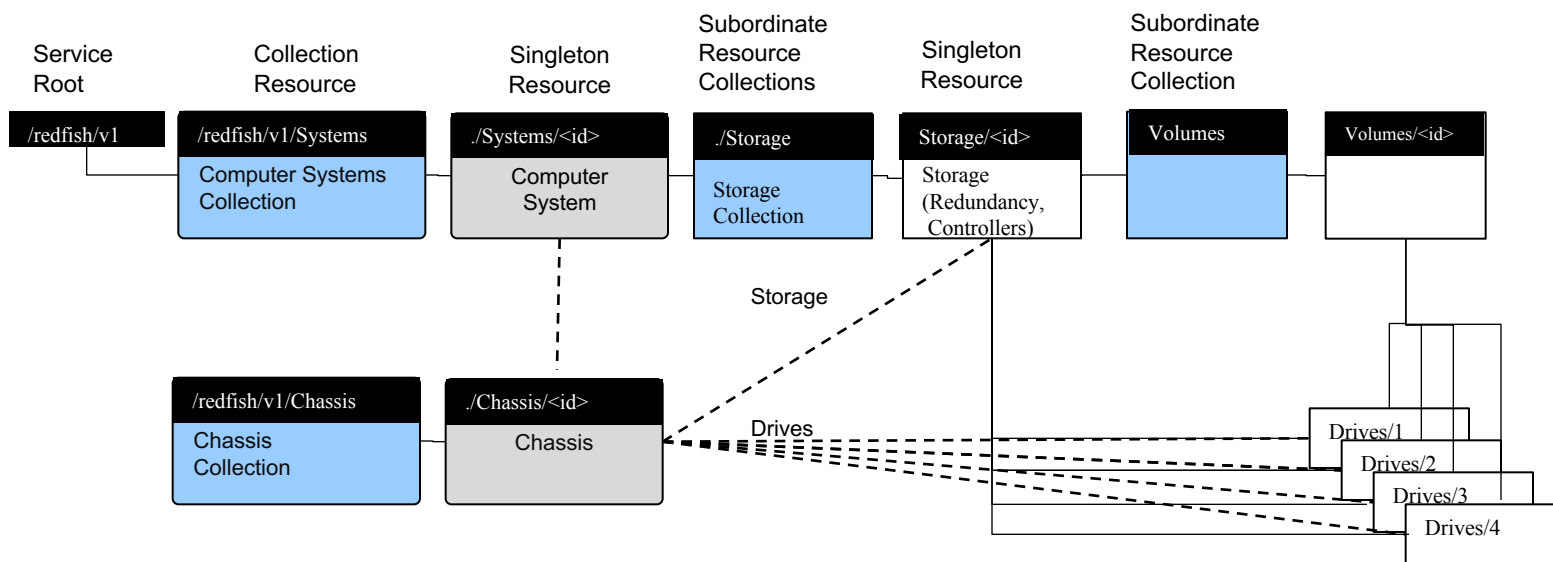 Service
Root
Collection
Resource
Singleton
Resource
Subordinate
Resource
Collections
Singleton
Resource
Subordinate
Resource
Collection
/redfish/v1
/redfish/v1/Systems
Computer Systems
Collection
./Systems/<id>
Computer
System
./Storage
Storage
Collection
Storage/<id>
Storage
(Redundancy,
Controllers)
Volumes
Volumes/<id>
Storage
/redfish/v1/Chassis
Chassis
Collection
./Chassis/<id>
Chassis
Drives
Drives/1
Drives/2
Drives/3
Drives/4